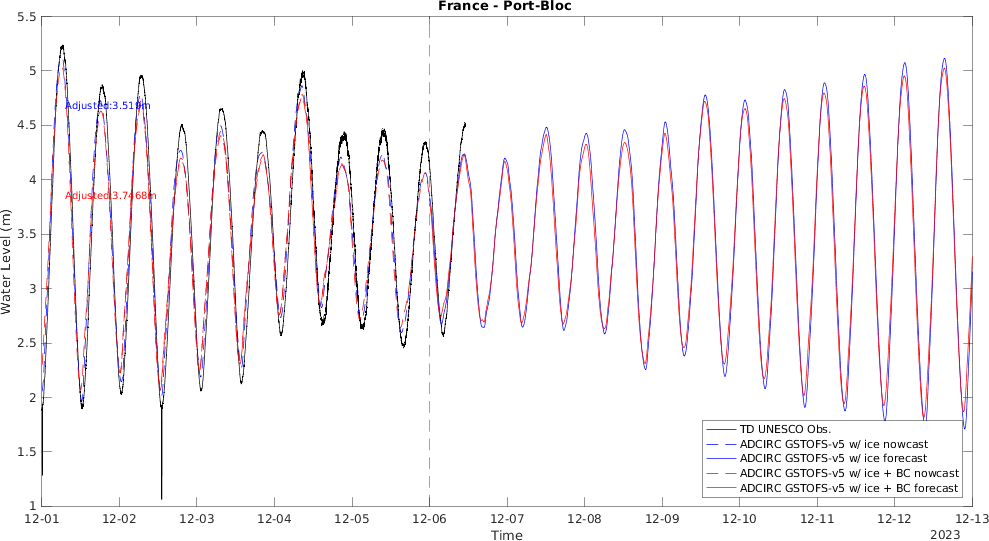 France - Port-Bloc
5.5
5
4.5
4
3.5
3
2.5
2
1.5
1
Water Level (m)
Adjusted:3.519m
Adjusted:3.7468m
TD UNESCO Obs.
ADCIRC GSTOFS-v5 w/ ice nowcast
ADCIRC GSTOFS-v5 w/ ice forecast
ADCIRC GSTOFS-v5 w/ ice + BC nowcast
ADCIRC GSTOFS-v5 w/ ice + BC forecast
12-01 12-02 12-03 12-04 12-05 12-06 12-07 12-08 12-09 12-10 12-11 12-12 12-13
Time
2023